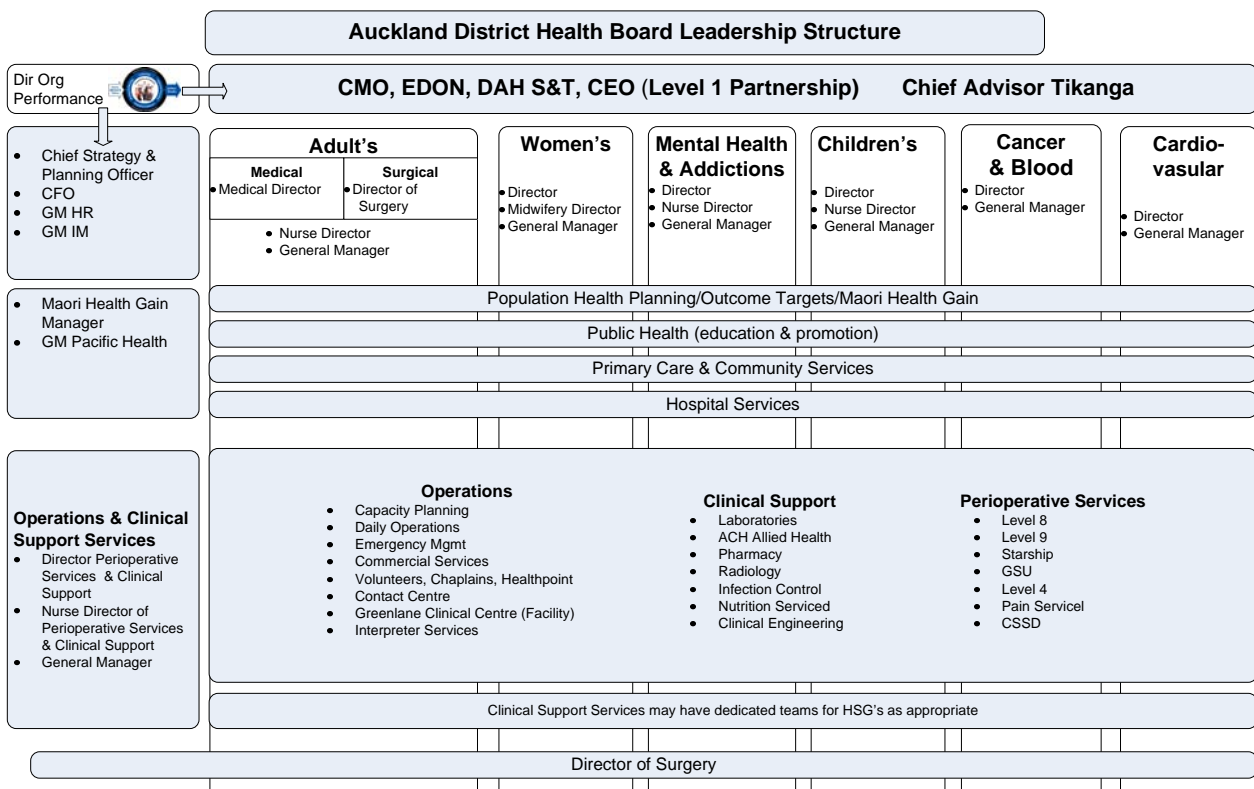 Auckland District Health Board Leadership Structure
Dir Org
Performance
CMO, EDON, DAH S&T, CEO (Level 1 Partnership) Chief Advisor Tikanga
• Chief Strategy &
Planning Officer
• CFO
• GM HR
• GM IM
Adult's
Medical
• Medical Director
Surgical
• Director of
Surgery
• Nurse Director
• General Manager
Women's
• Director
• Midwifery Director
• General Manager
Mental Health
& Addictions
• Director
• Nurse Director
• General Manager
Children's
• Director
• Nurse Director
• General Manager
Cancer
& Blood
• Director
• General Manager
Cardio-
vasular
• Director
• General Manager
• Maori Health Gain
Manager
• GM Pacific Health
Population Health Planning/Outcome Targets/Maori Health Gain
Public Health (education & promotion)
Primary Care & Community Services
Hospital Services
Operations & Clinical
Support Services
• Director Perioperative
Services & Clinical
Support
• Nurse Director of
Perioperative Services
& Clinical Support
• General Manager
Operations
• Capacity Planning
• Daily Operations
• Emergency Mgmt
• Commercial Services
• Volunteers, Chaplains, Healthpoint
• Contact Centre
• Greenlane Clinical Centre (Facility)
• Interpreter Services
Clinical Support
• Laboratories
• ACH Allied Health
• Pharmacy
• Radiology
• Infection Control
• Nutrition Serviced
• Clinical Engineering
Perioperative Services
• Level 8
• Level 9
• Starship
• GSU
• Level 4
• Pain Servicel
• CSSD
Clinical Support Services may have dedicated teams for HSG's as appropriate
Director of Surgery